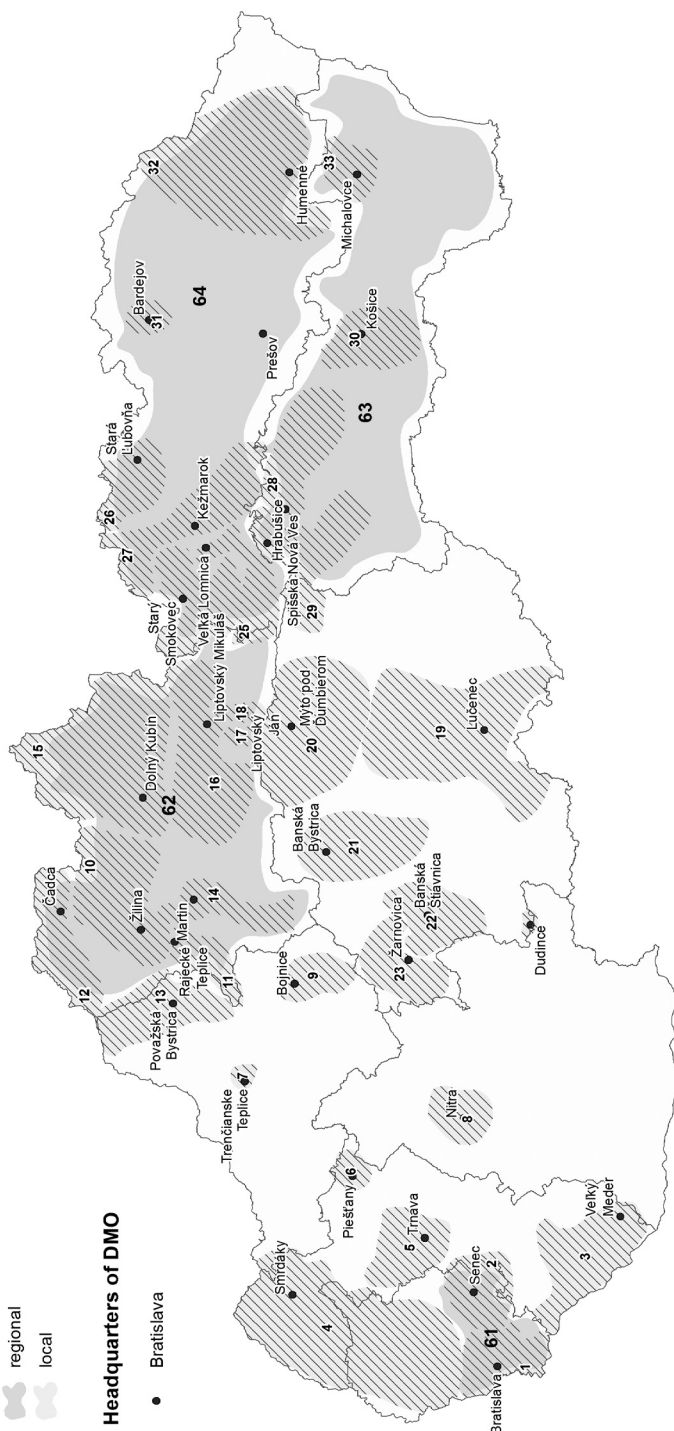 regional
local
Headquarters of DMO
Bratislava
15
Čadca
12
10
Žilina
Dolný Kubín
62
Martin
14
13
Rajecké
Teplice
11
Považská
Bystrica
16
17
18
Liptovský Mikuláš
Liptovský
Ján
Starý
Smokovec
25
Veľká Lomnica
27
26
Kežmarok
Stará
Ľubovňa
Bardejov
31
64
Prešov
32
Humenné
33
Michalovce
30
Košice
63
28
Hrabušice
Spišská Nová Ves
29
Mýto pod
Ďumbierom
20
19
Lučenec
Banská
Bystrica
21
Banská
Štiavnica
22
Žarnovica
23
Dudince
Bojnice
9
Trenčianske
Teplice
7
Nitra
8
Piešťany
6
Trnava
5
Smrdáky
4
Senec
2
61
Bratislava
1
3
Veľký
Meder